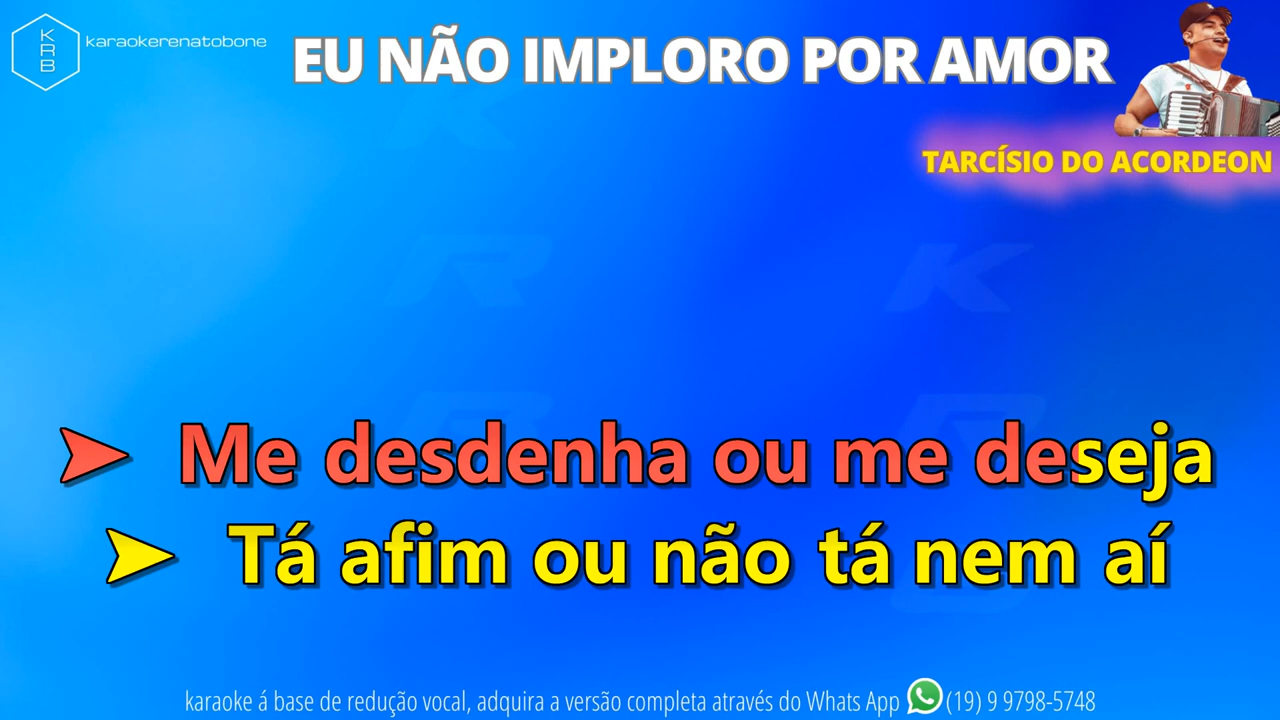 KRB
karaokerenatobone
EU NÃO IMPLORO POR AMOR
TARCÍSIO DO ACORDEON
K
R
R
B
➤ Me desdenha ou me deseja
➤ Tá afim ou não tá nem aí
karaoke á base de redução vocal, adquira a versão completa através do Whats App (19) 9 9798-5748